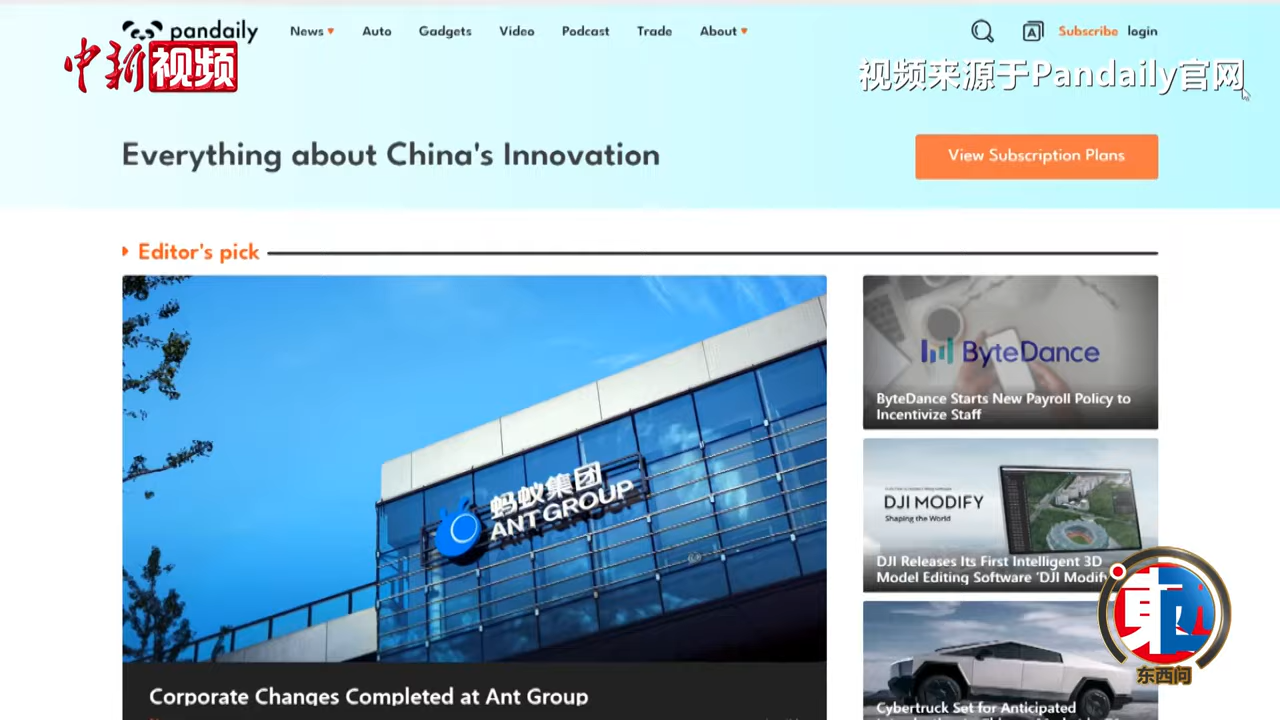 pandaily
News
Auto
Gadgets
Video
Podcast
Trade
About
A
Subscribe
login
中新视频
视频来源于Pandaily官网
Everything about China's Innovation
View Subscription Plans
Editor's pick
蚂蚁集团
ANT GROUP
Corporate Changes Completed at Ant Group
ByteDance
ByteDance Starts New Payroll Policy to
Incentivize Staff
DJI MODIFY
Shaping the World
DJI Releases Its First Intelligent 3D
Model Editing Software 'DJI Modify
Cybertruck Set for Anticipated
東
东西问